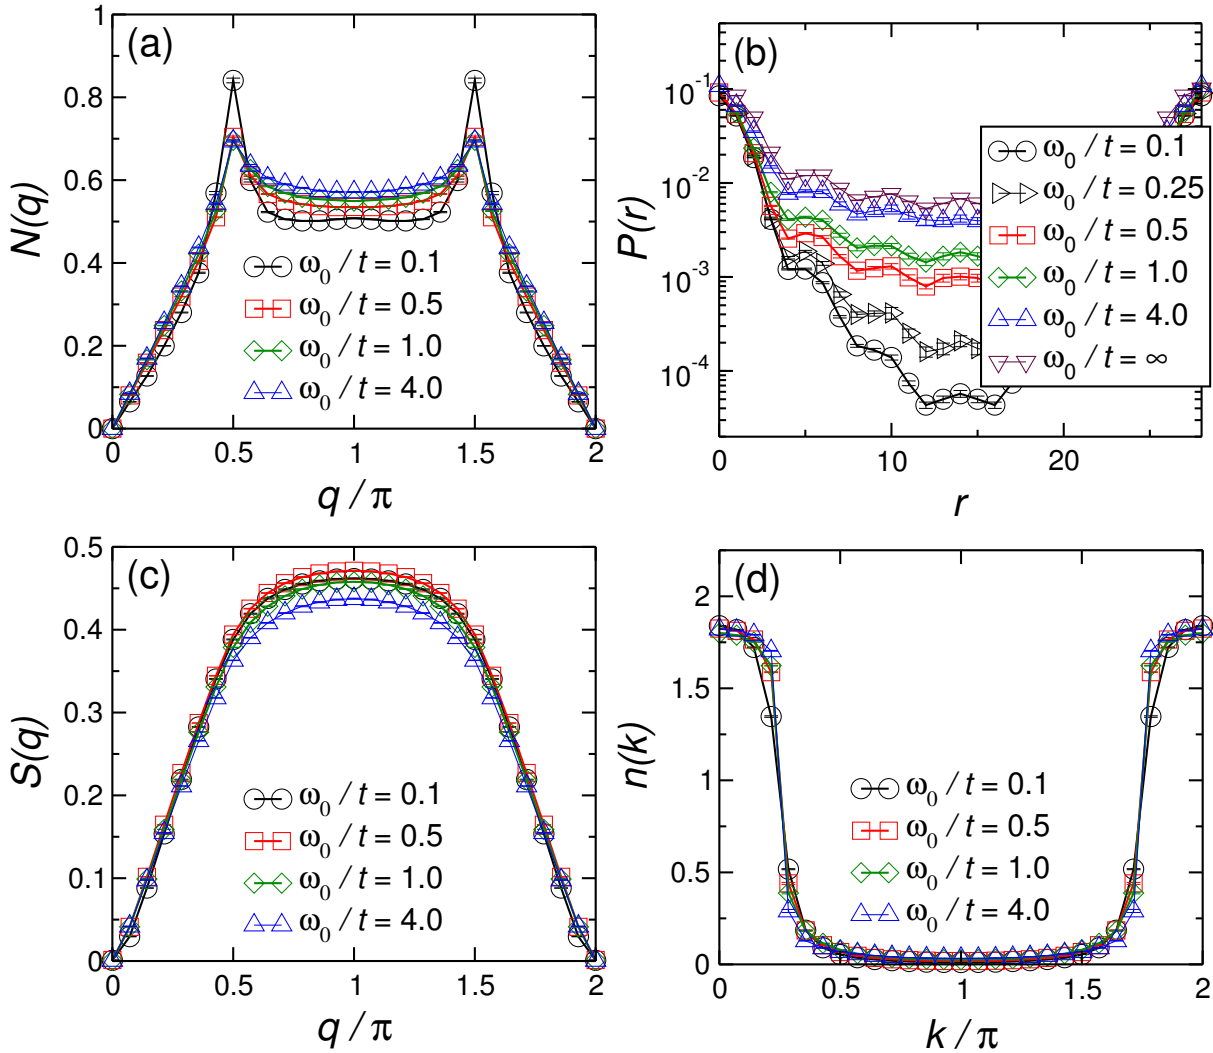 (a)
N(q)
1
0.8
0.6
0.4
0.2
0
ω₀ / t = 0.1
ω₀ / t = 0.5
ω₀ / t = 1.0
ω₀ / t = 4.0
0 0.5 1 1.5 2
q / π
(b)
P(r)
10⁻¹
10⁻²
10⁻³
10⁻⁴
ω₀ / t = 0.1
ω₀ / t = 0.25
ω₀ / t = 0.5
ω₀ / t = 1.0
ω₀ / t = 4.0
ω₀ / t = ∞
0 10 20
r
(c)
S(q)
0.5
0.4
0.3
0.2
0.1
0
ω₀ / t = 0.1
ω₀ / t = 0.5
ω₀ / t = 1.0
ω₀ / t = 4.0
0 0.5 1 1.5 2
q / π
(d)
n(k)
2
1.5
1
0.5
0
ω₀ / t = 0.1
ω₀ / t = 0.5
ω₀ / t = 1.0
ω₀ / t = 4.0
0 0.5 1 1.5 2
k / π